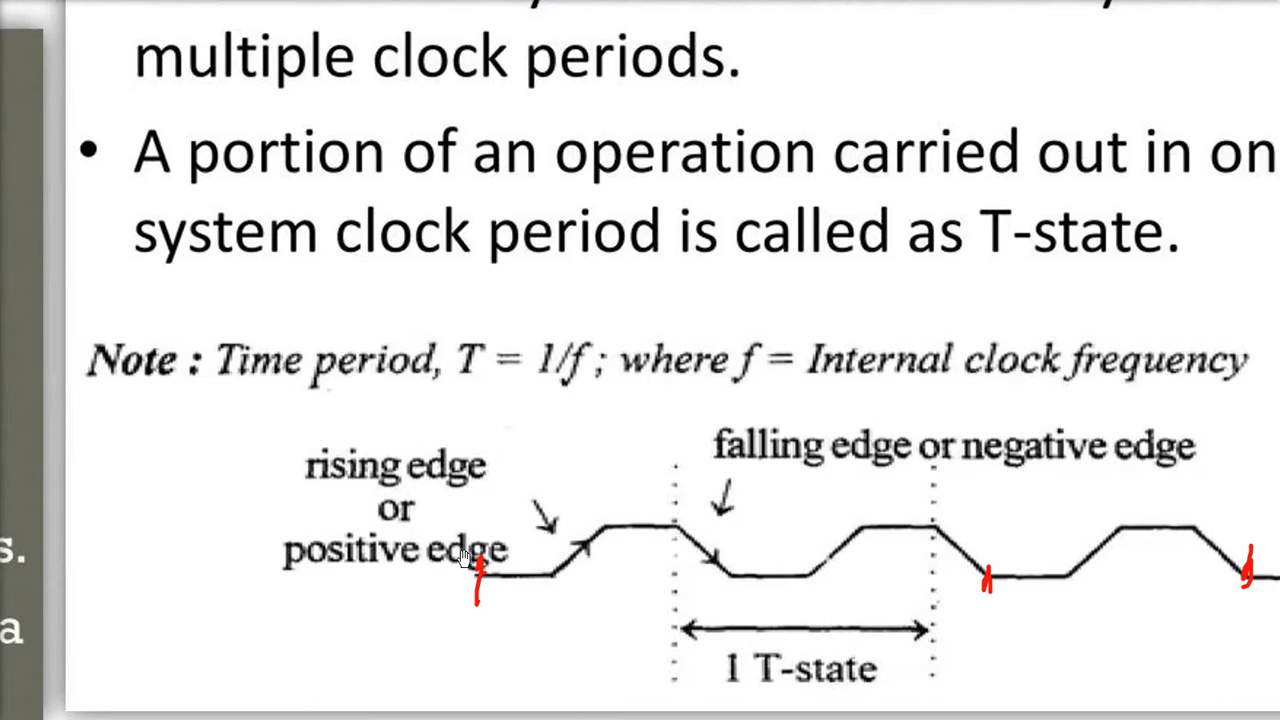 multiple clock periods.
• A portion of an operation carried out in
system clock period is called as T-state.
Note : Time period, T = 1/f ; where f = Internal clock frequency
falling edge or negative edge
rising edge
or
positive edge
1 T-state
s.
a